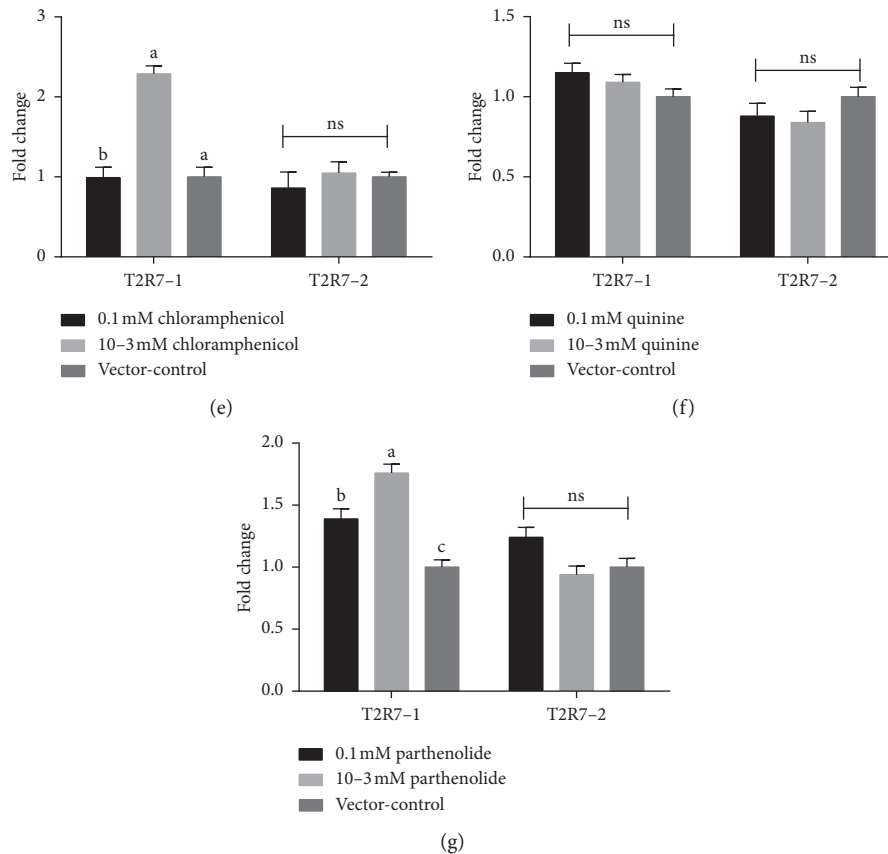 3
2
1
0
Fold change
b
a
a
ns
T2R7–1
T2R7–2
0.1 mM chloramphenicol
10–3 mM chloramphenicol
Vector-control
(e)
1.5
1.0
0.5
0.0
Fold change
ns
ns
T2R7–1
T2R7–2
0.1 mM quinine
10–3 mM quinine
Vector-control
(f)
2.0
1.5
1.0
0.5
0.0
Fold change
b
a
c
ns
T2R7–1
T2R7–2
0.1 mM parthenolide
10–3 mM parthenolide
Vector-control
(g)